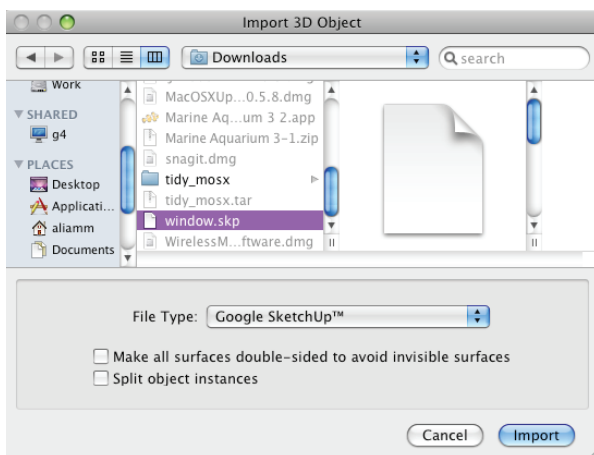 Import 3D Object
Downloads
search
Work
SHARED
g4
PLACES
Desktop
Applicati...
aliamm
Documents
MacOSXUp...0.5.8.dmg
Marine Aq...um 3 2.app
Marine Aquarium 3-1.zip
snagit.dmg
tidy_mosx
tidy_mosx.tar
window.skp
WirelessM...ftware.dmg
File Type: Google SketchUp™
Make all surfaces double-sided to avoid invisible surfaces
Split object instances
Cancel Import